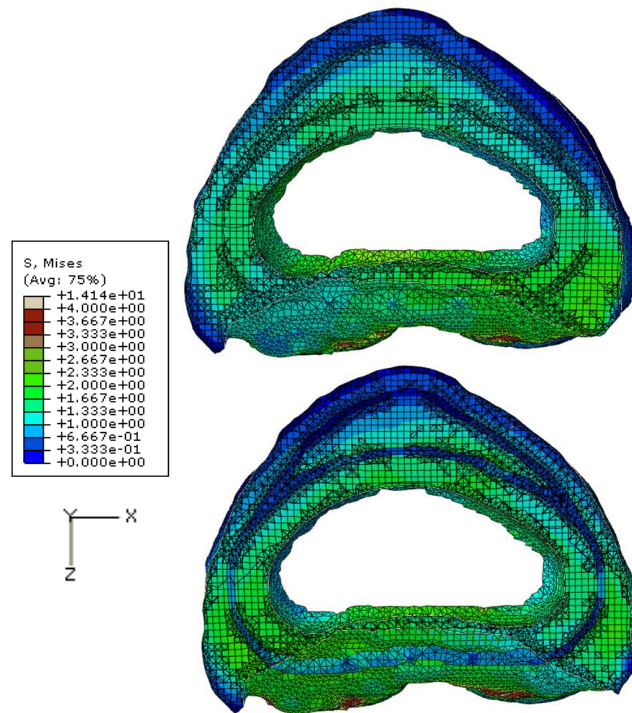 S, Mises
(Avg: 75%)
+1.414e+01
+4.000e+00
+3.667e+00
+3.333e+00
+3.000e+00
+2.667e+00
+2.333e+00
+2.000e+00
+1.667e+00
+1.333e+00
+1.000e+00
+6.667e-01
+3.333e-01
+0.000e+00
Y
X
Z